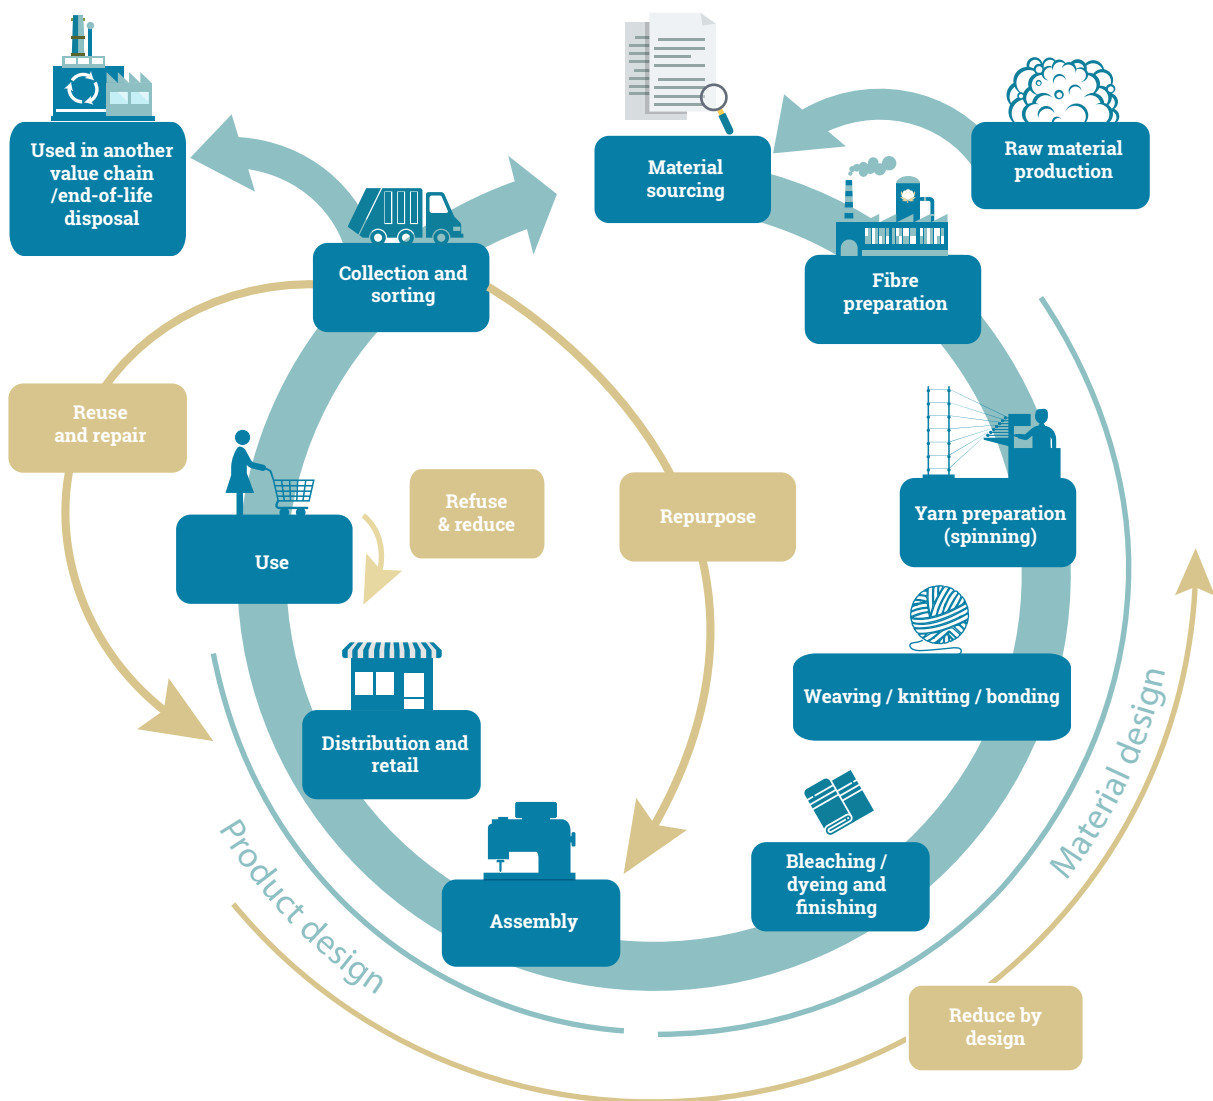 Used in another
value chain
/end-of-life
disposal
Material
sourcing
Raw material
production
Collection and
sorting
Fibre
preparation
Reuse
and repair
Refuse
& reduce
Repurpose
Yarn preparation
(spinning)
Use
Weaving / knitting / bonding
Distribution and
retail
Bleaching /
dyeing and
finishing
Assembly
Product design
Material design
Reduce by
design